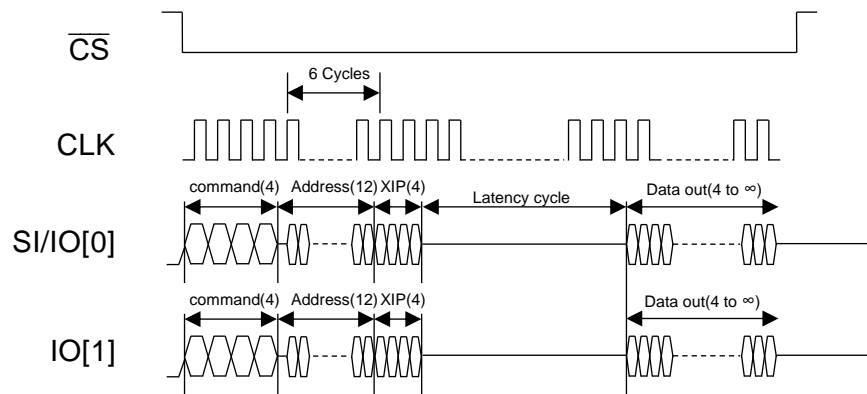 CS
6 Cycles
CLK
command(4) Address(12) XIP(4) Latency cycle Data out(4 to ∞)
SI/IO[0]
command(4) Address(12) XIP(4) Data out(4 to ∞)
IO[1]